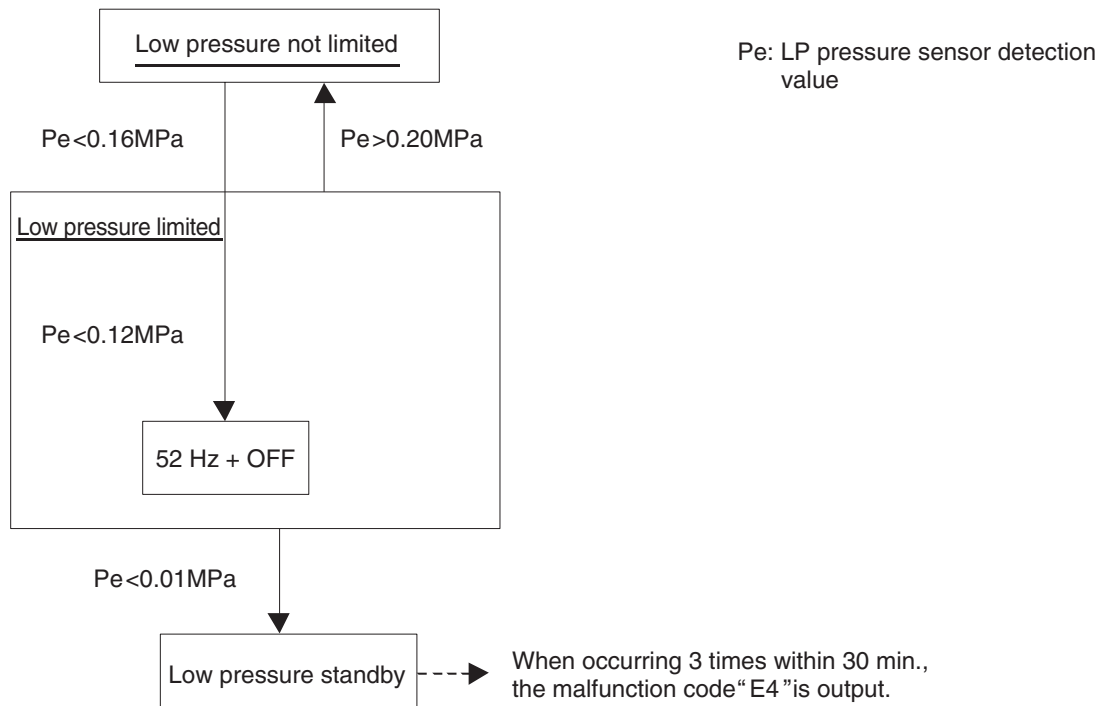 Low pressure not limited
Pe: LP pressure sensor detection
value
Pe<0.16MPa
Pe>0.20MPa
Low pressure limited
Pe<0.12MPa
52 Hz + OFF
Pe<0.01MPa
Low pressure standby
When occurring 3 times within 30 min.,
the malfunction code “E4” is output.